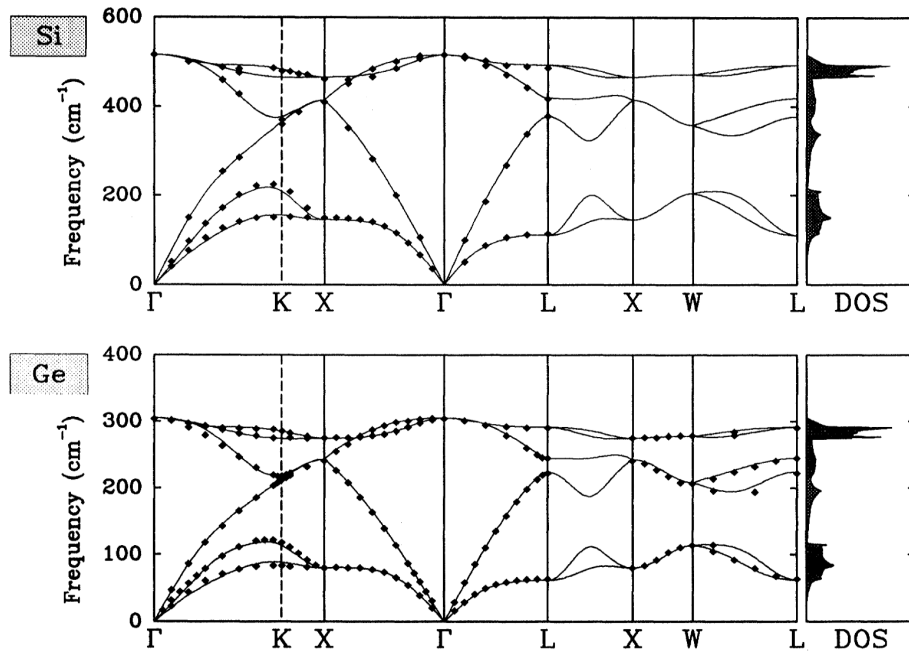 Si
600
400
200
0
Frequency (cm⁻¹)
Γ K X Γ L X W L DOS
Ge
400
300
200
100
0
Frequency (cm⁻¹)
Γ K X Γ L X W L DOS